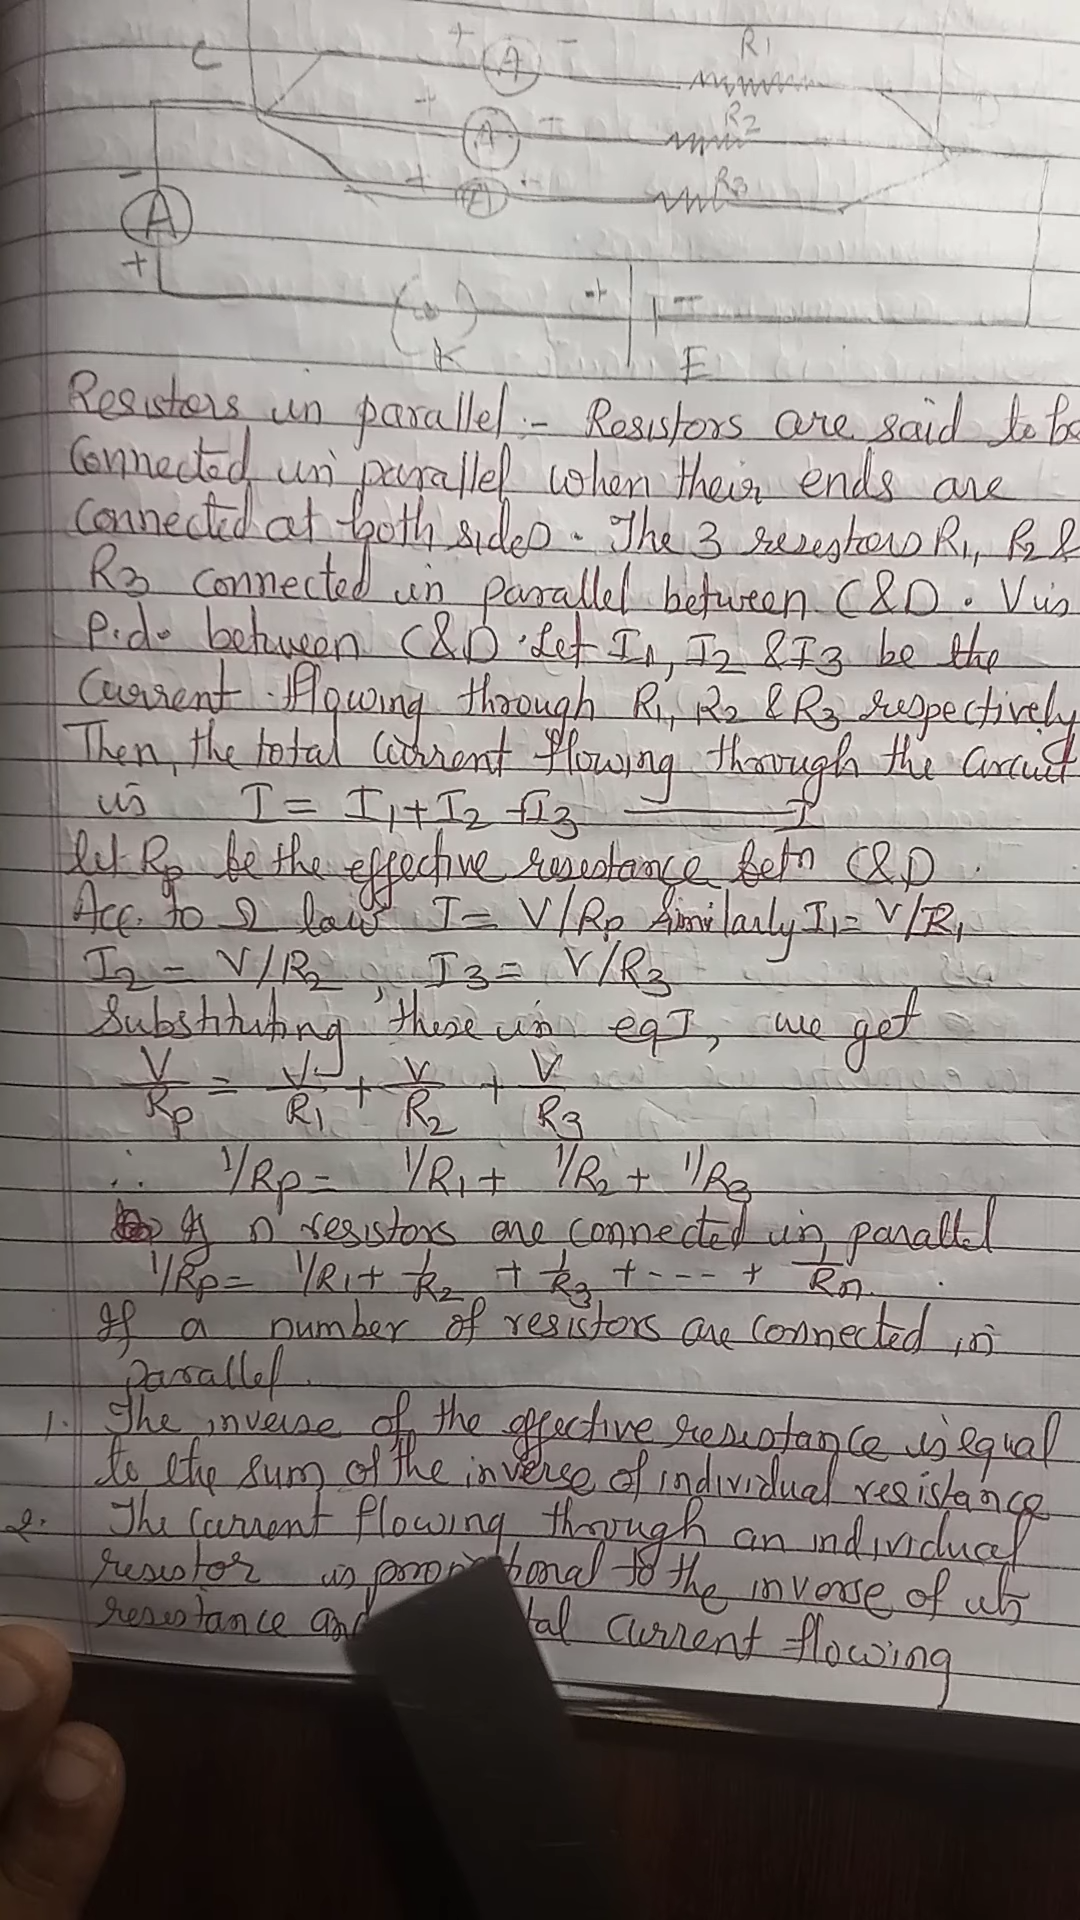 C + A - R1
+ A - R2
+ A - R3
-
A
+
K + - E
Resistors in parallel :- Resistors are said to be
Connected in parallel when their ends are
Connected at both sides. The 3 resestors R1, R2 &
R3 connected in parallel between C&D. V is
P.d. between C&D. Let I1, I2 & I3 be the
Current flowing through R1, R2 & R3 respectively
Then, the total current flowing through the circuit
is I = I1 + I2 + I3 ——— I
let Rp be the effective resestance betn C&D.
Acc. to Ω law I = V/Rp Similarly I1 = V/R1
I2 = V/R2, I3 = V/R3
Substituting these in eq I, we get
V/Rp = V/R1 + V/R2 + V/R3
∴ 1/Rp = 1/R1 + 1/R2 + 1/R3
If n resistors are connected in parallel
1/Rp = 1/R1 + 1/R2 + 1/R3 + ---- + 1/Rn.
If a number of resistors are connected in
parallel.
1. The inverse of the effective resistance is equal
to the sum of the inverse of individual resistance
2. The current flowing through an individual
resistor is to the inverse of its
resistance current flowing